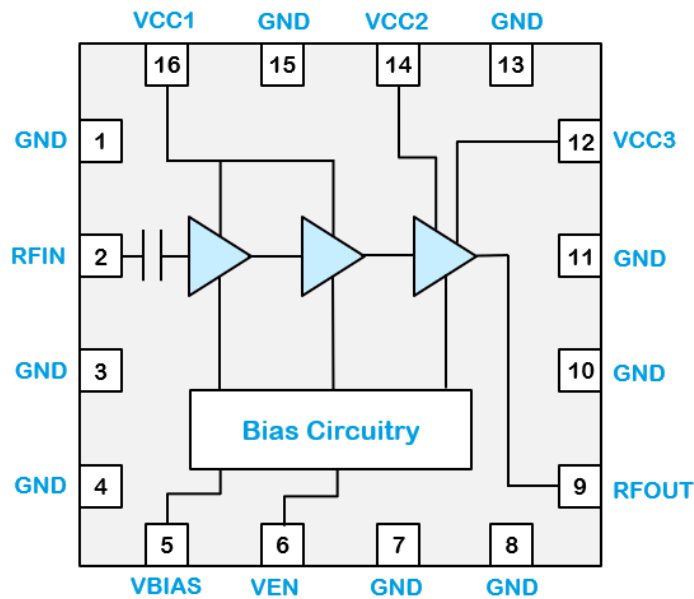 VCC1 GND VCC2 GND
16 15 14 13
GND 1 12 VCC3
RFIN 2 11 GND
GND 3 10 GND
Bias Circuitry
GND 4 9 RFOUT
5 6 7 8
VBIAS VEN GND GND